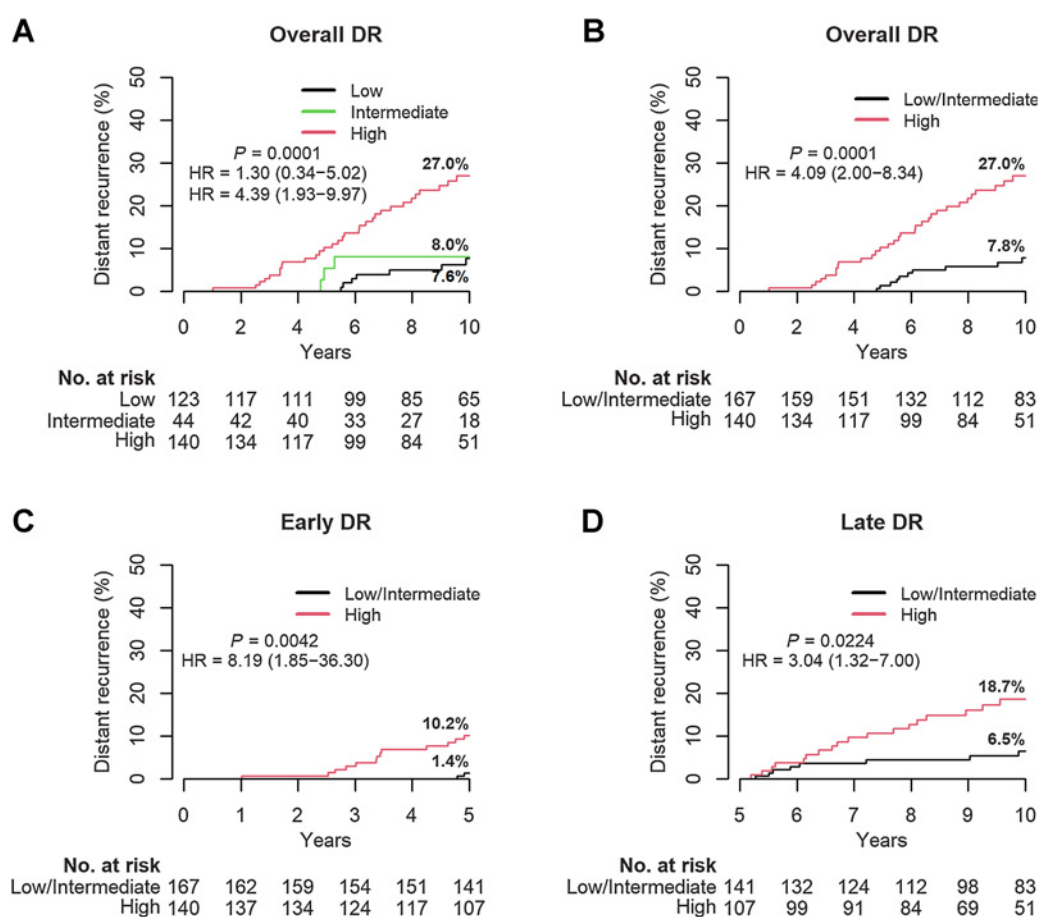 A
Overall DR
Distant recurrence (%)
50
40
30
20
10
0
Low
Intermediate
High
P = 0.0001
HR = 1.30 (0.34−5.02)
HR = 4.39 (1.93−9.97)
27.0%
8.0%
7.6%
0 2 4 6 8 10
Years
No. at risk
Low 123 117 111 99 85 65
Intermediate 44 42 40 33 27 18
High 140 134 117 99 84 51
B
Overall DR
Distant recurrence (%)
50
40
30
20
10
0
Low/Intermediate
High
P = 0.0001
HR = 4.09 (2.00−8.34)
27.0%
7.8%
0 2 4 6 8 10
Years
No. at risk
Low/Intermediate 167 159 151 132 112 83
High 140 134 117 99 84 51
C
Early DR
Distant recurrence (%)
50
40
30
20
10
0
Low/Intermediate
High
P = 0.0042
HR = 8.19 (1.85−36.30)
10.2%
1.4%
0 1 2 3 4 5
Years
No. at risk
Low/Intermediate 167 162 159 154 151 141
High 140 137 134 124 117 107
D
Late DR
Distant recurrence (%)
50
40
30
20
10
0
Low/Intermediate
High
P = 0.0224
HR = 3.04 (1.32−7.00)
18.7%
6.5%
5 6 7 8 9 10
Years
No. at risk
Low/Intermediate 141 132 124 112 98 83
High 107 99 91 84 69 51